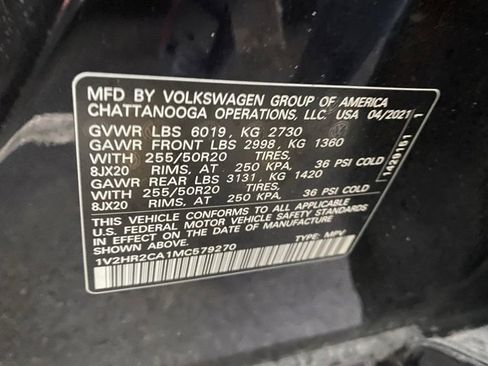 MFD BY VOLKSWAGEN GROUP OF AMERICA
CHATTANOOGA OPERATIONS, LLC. USA 04/2021
GVWR LBS 6019, KG 2730
GAWR FRONT LBS 2998, KG 1360
WITH 255/50R20 TIRES,
8JX20 RIMS, AT 250 KPA, 36 PSI COLD
GAWR REAR LBS 3131, KG 1420
WITH 255/50R20 TIRES,
8JX20 RIMS, AT 250 KPA, 36 PSI COLD
THIS VEHICLE CONFORMS TO ALL APPLICABLE
U.S. FEDERAL MOTOR VEHICLE SAFETY STANDARDS
IN EFFECT ON THE DATE OF MANUFACTURE
SHOWN ABOVE.
1V2HR2CA1MC579270 TYPE: MPV
1429161 1